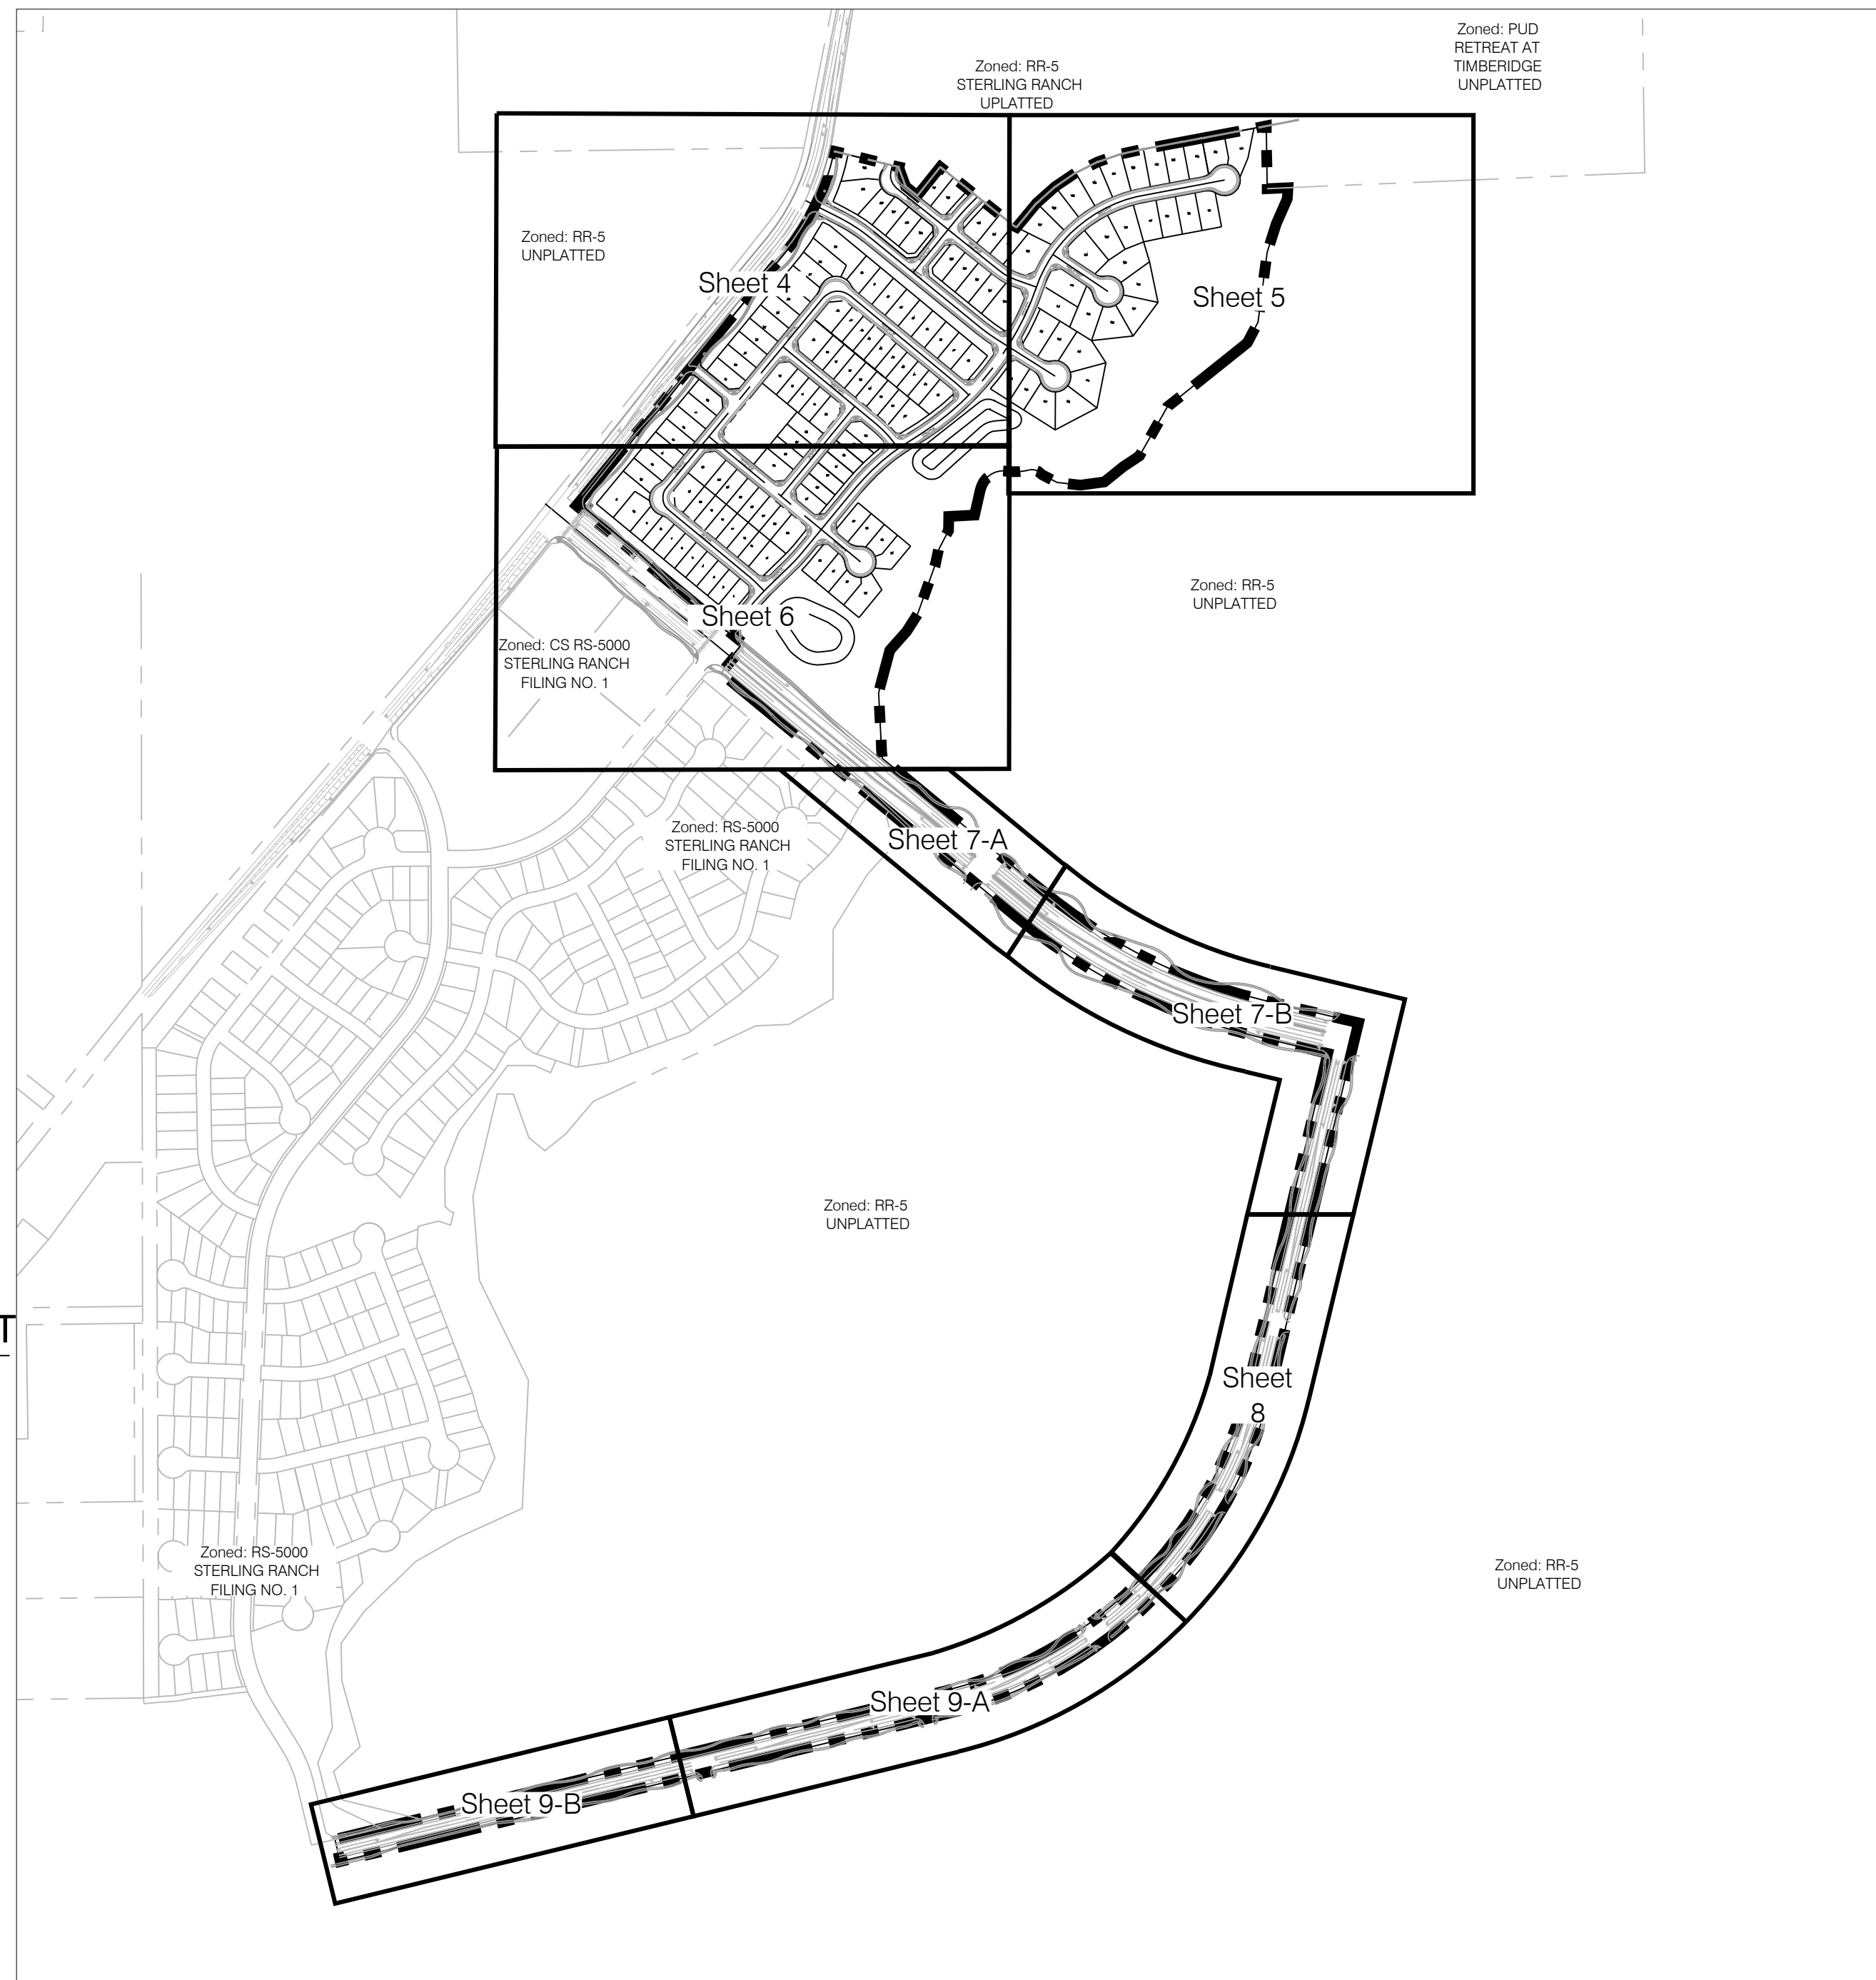 Zoned: PUD
RETREAT AT
TIMBERIDGE
UNPLATTED
Zoned: RR-5
STERLING RANCH
UPLATTED
Zoned: RR-5
UNPLATTED
Sheet 4
Sheet 5
Zoned: RR-5
UNPLATTED
Sheet 6
Zoned: CS RS-5000
STERLING RANCH
FILING NO. 1
Zoned: RS-5000
STERLING RANCH
FILING NO. 1
Sheet 7-A
Sheet 7-B
Zoned: RR-5
UNPLATTED
T
Sheet
8
Zoned: RS-5000
STERLING RANCH
FILING NO. 1
Zoned: RR-5
UNPLATTED
Sheet 9-A
Sheet 9-B